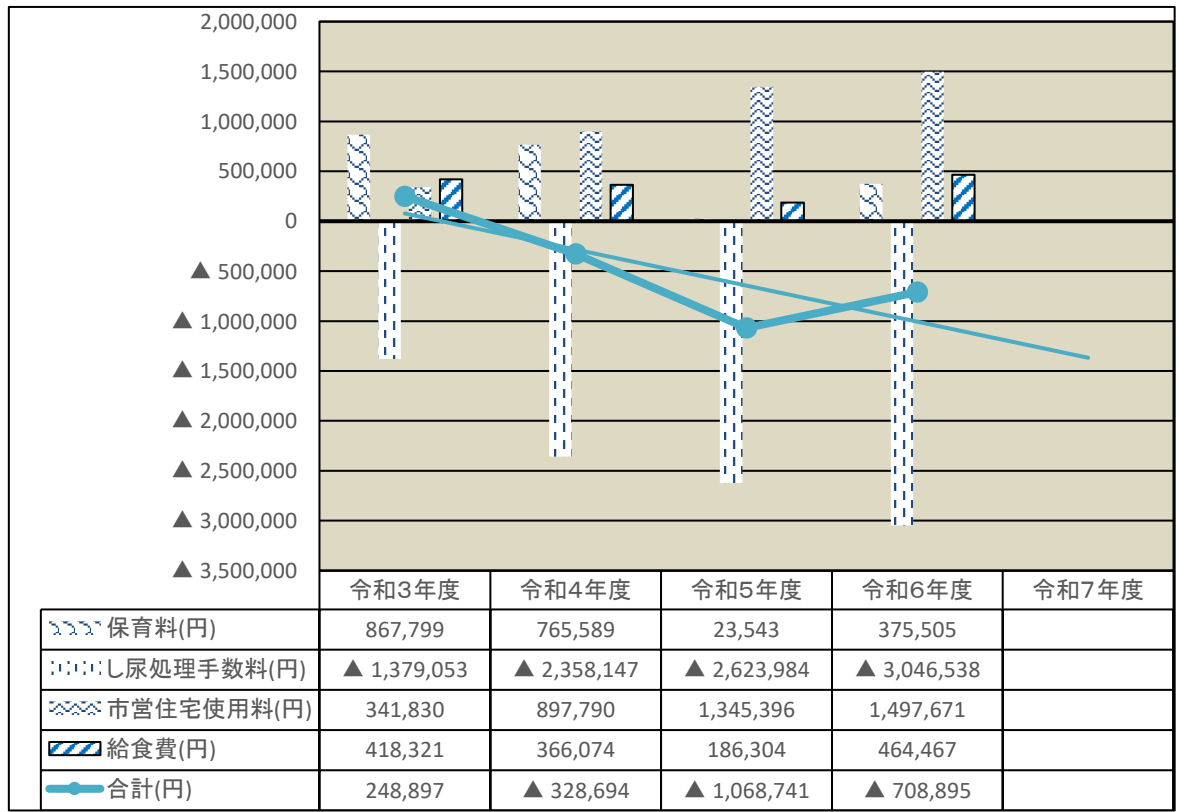 2,000,000
1,500,000
1,000,000
500,000
0
▲ 500,000
▲ 1,000,000
▲ 1,500,000
▲ 2,000,000
▲ 2,500,000
▲ 3,000,000
▲ 3,500,000
令和3年度 令和4年度 令和5年度 令和6年度 令和7年度
保育料(円) 867,799 765,589 23,543 375,505
し尿処理手数料(円) ▲ 1,379,053 ▲ 2,358,147 ▲ 2,623,984 ▲ 3,046,538
市営住宅使用料(円) 341,830 897,790 1,345,396 1,497,671
給食費(円) 418,321 366,074 186,304 464,467
合計(円) 248,897 ▲ 328,694 ▲ 1,068,741 ▲ 708,895